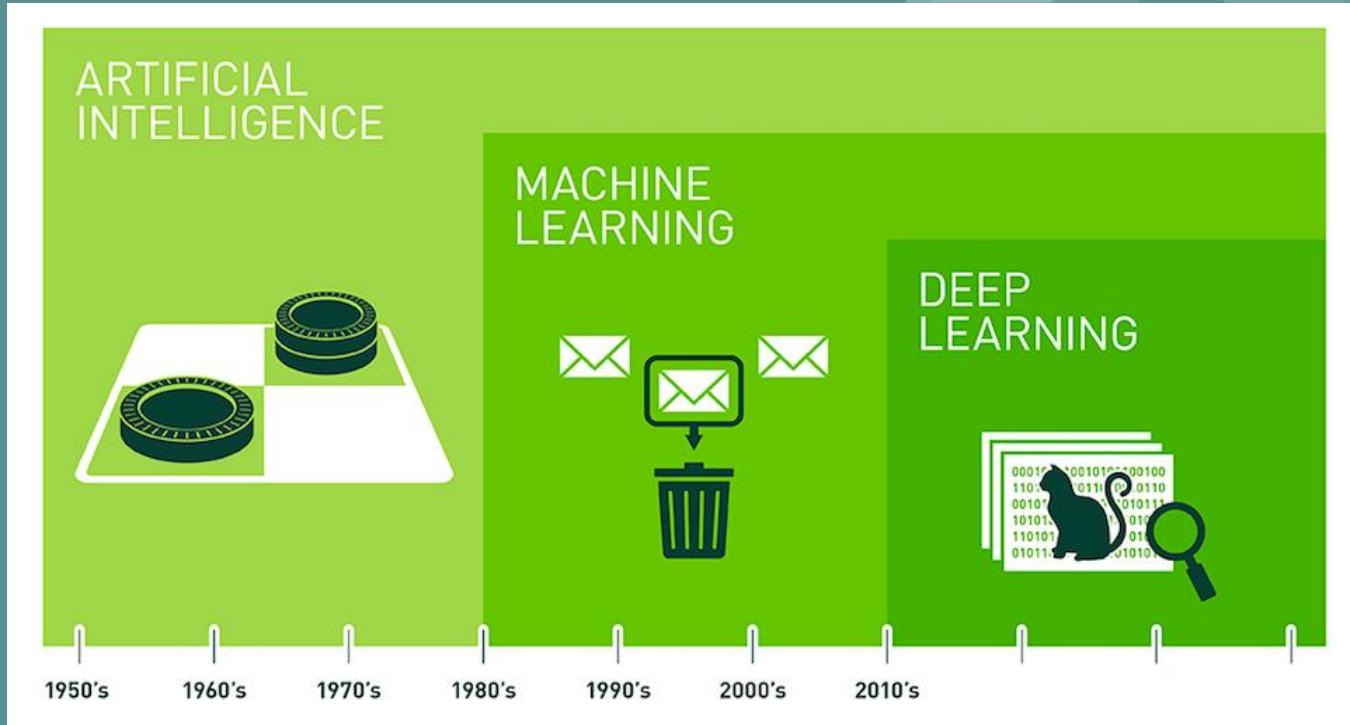 ARTIFICIAL
INTELLIGENCE
MACHINE
LEARNING
DEEP
LEARNING
1950's 1960's 1970's 1980's 1990's 2000's 2010's